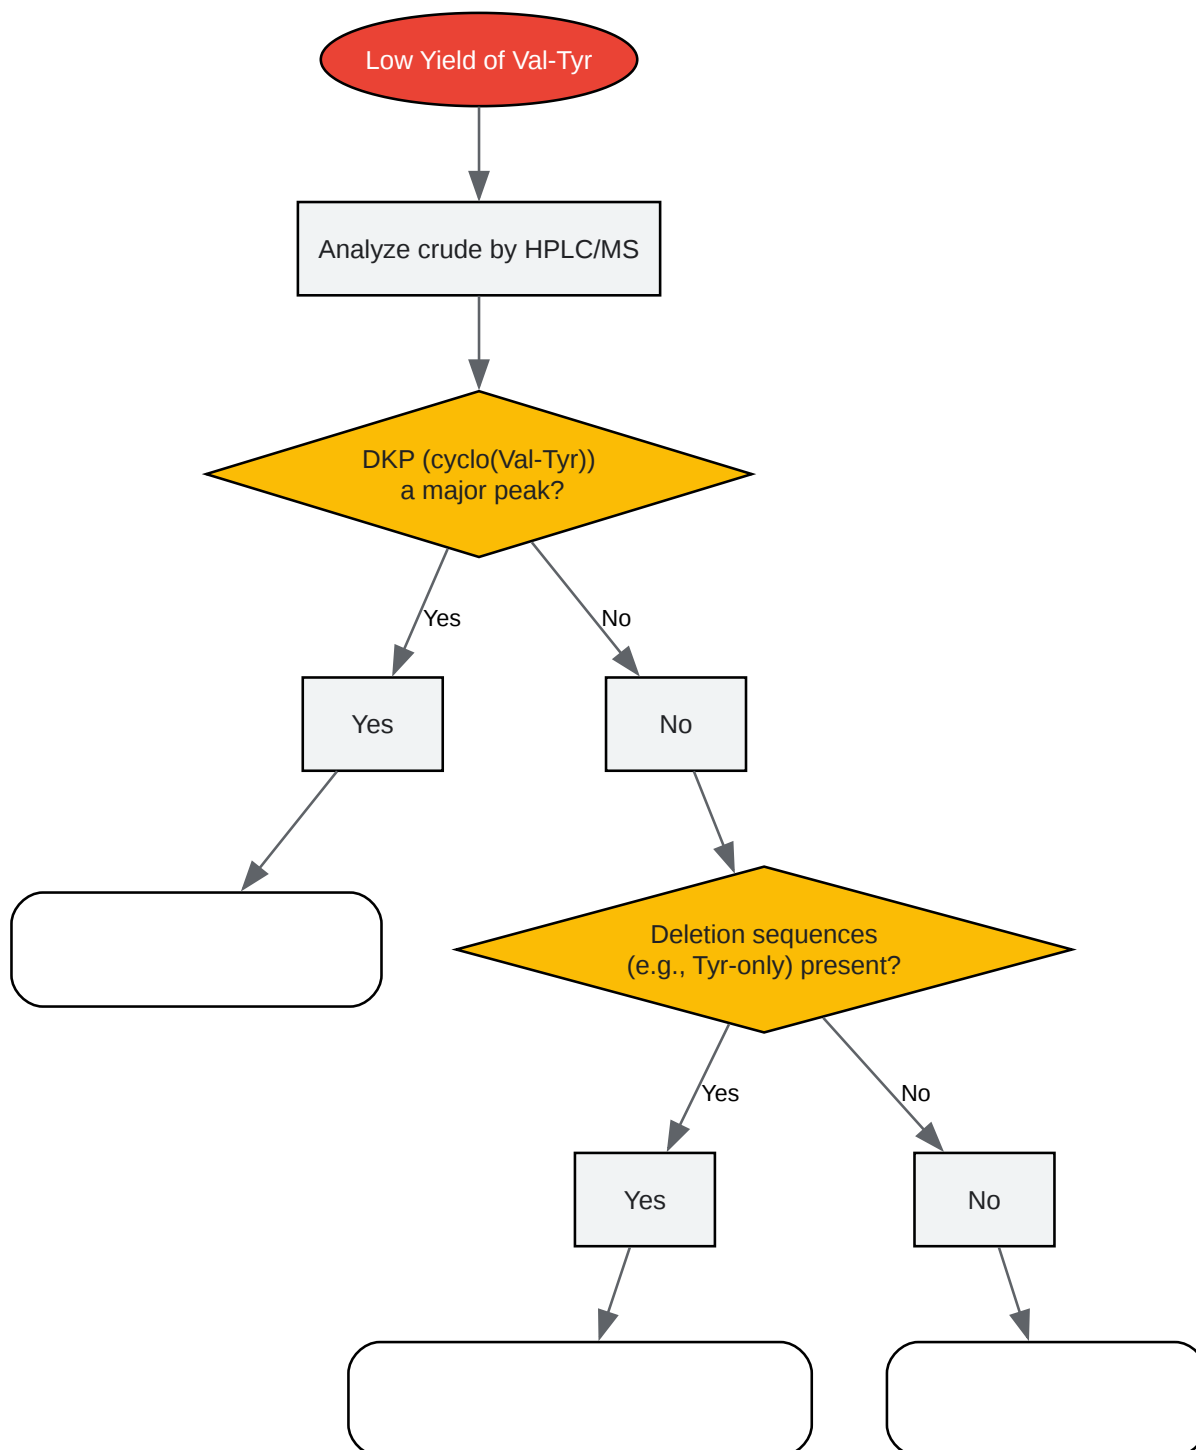 Low Yield of Val-Tyr
Analyze crude by HPLC/MS
DKP (cyclo(Val-Tyr))
a major peak?
Yes
No
Yes
No
Deletion sequences
(e.g., Tyr-only) present?
Yes
No
Yes
No